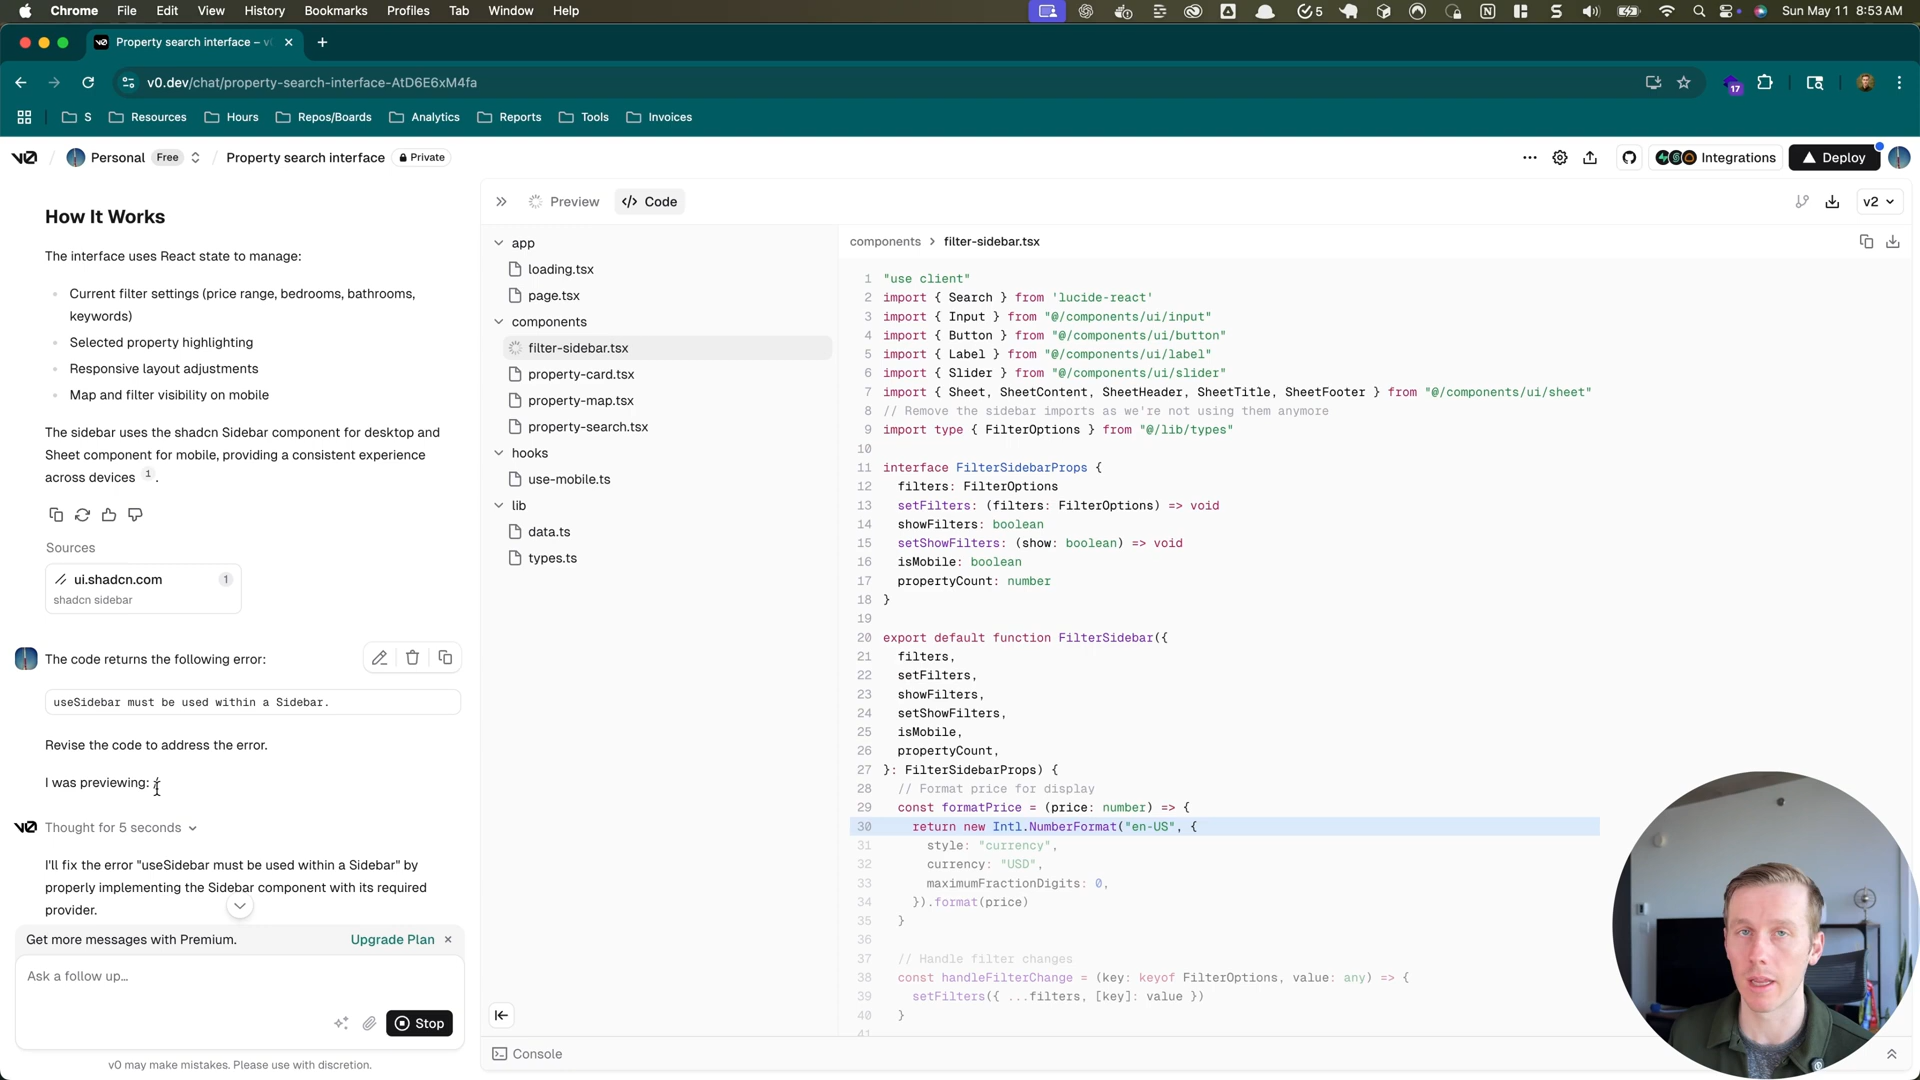 Chrome File Edit View History Bookmarks Profiles Tab Window Help 5 Sun May 11 8:53 AM
Property search interface – v
v0.dev/chat/property-search-interface-AtD6E6xM4fa 17
S Resources Hours Repos/Boards Analytics Reports Tools Invoices
v0 / Personal Free / Property search interface Private Integrations Deploy
How It Works
The interface uses React state to manage:
• Current filter settings (price range, bedrooms, bathrooms,
keywords)
• Selected property highlighting
• Responsive layout adjustments
• Map and filter visibility on mobile
The sidebar uses the shadcn Sidebar component for desktop and
Sheet component for mobile, providing a consistent experience
across devices 1 .
Sources
ui.shadcn.com 1
shadcn sidebar
The code returns the following error:
useSidebar must be used within a Sidebar.
Revise the code to address the error.
I was previewing: /
v0 Thought for 5 seconds
I'll fix the error "useSidebar must be used within a Sidebar" by
properly implementing the Sidebar component with its required
provider.
Get more messages with Premium. Upgrade Plan ×
Ask a follow up...
Stop
v0 may make mistakes. Please use with discretion.
Preview </> Code v2
app
loading.tsx
page.tsx
components
filter-sidebar.tsx
property-card.tsx
property-map.tsx
property-search.tsx
hooks
use-mobile.ts
lib
data.ts
types.ts
components > filter-sidebar.tsx
1 "use client"
2 import { Search } from 'lucide-react'
3 import { Input } from "@/components/ui/input"
4 import { Button } from "@/components/ui/button"
5 import { Label } from "@/components/ui/label"
6 import { Slider } from "@/components/ui/slider"
7 import { Sheet, SheetContent, SheetHeader, SheetTitle, SheetFooter } from "@/components/ui/sheet"
8 // Remove the sidebar imports as we're not using them anymore
9 import type { FilterOptions } from "@/lib/types"
10
11 interface FilterSidebarProps {
12 filters: FilterOptions
13 setFilters: (filters: FilterOptions) => void
14 showFilters: boolean
15 setShowFilters: (show: boolean) => void
16 isMobile: boolean
17 propertyCount: number
18 }
19
20 export default function FilterSidebar({
21 filters,
22 setFilters,
23 showFilters,
24 setShowFilters,
25 isMobile,
26 propertyCount,
27 }: FilterSidebarProps) {
28 // Format price for display
29 const formatPrice = (price: number) => {
30 return new Intl.NumberFormat("en-US", {
31 style: "currency",
32 currency: "USD",
33 maximumFractionDigits: 0,
34 }).format(price)
35 }
36
37 // Handle filter changes
38 const handleFilterChange = (key: keyof FilterOptions, value: any) => {
39 setFilters({ ...filters, [key]: value })
40 }
41
Console